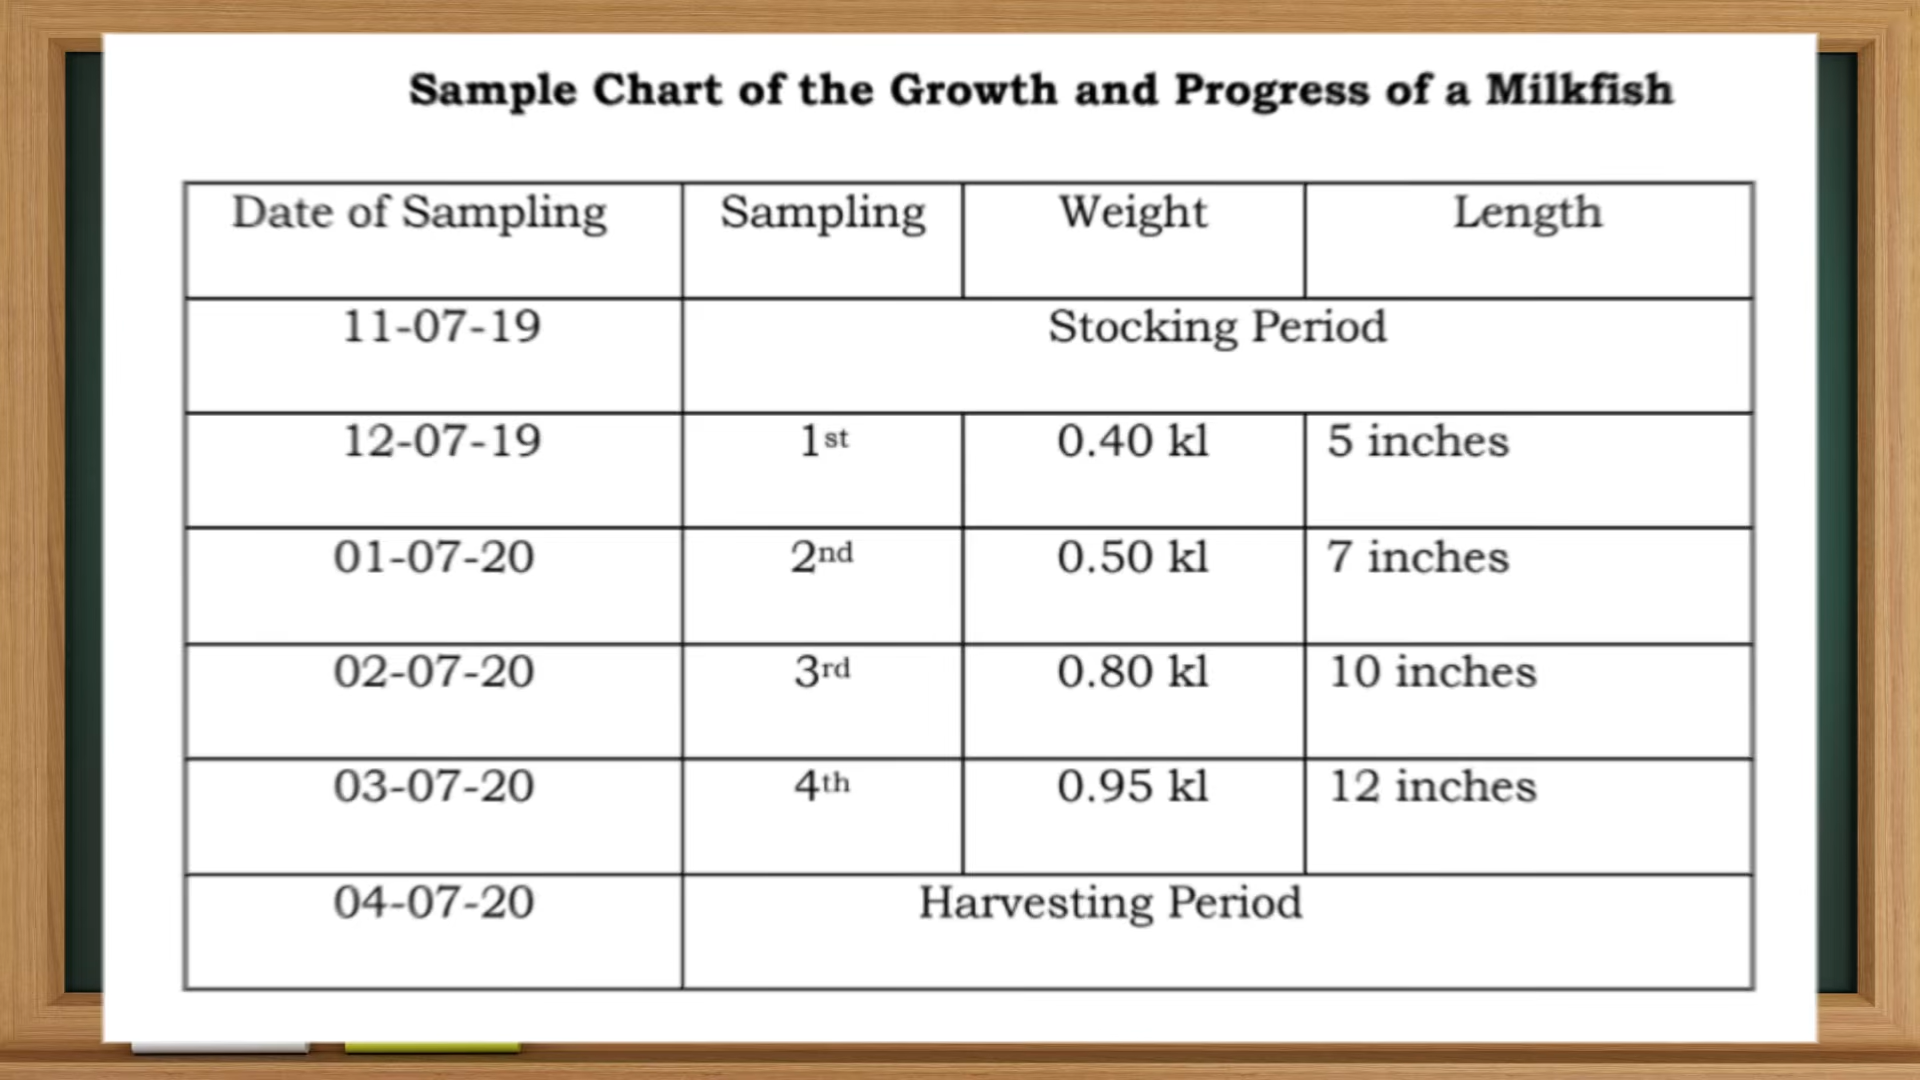 Sample Chart of the Growth and Progress of a Milkfish
Date of Sampling Sampling Weight Length
11-07-19 Stocking Period
12-07-19 1st 0.40 kl 5 inches
01-07-20 2nd 0.50 kl 7 inches
02-07-20 3rd 0.80 kl 10 inches
03-07-20 4th 0.95 kl 12 inches
04-07-20 Harvesting Period